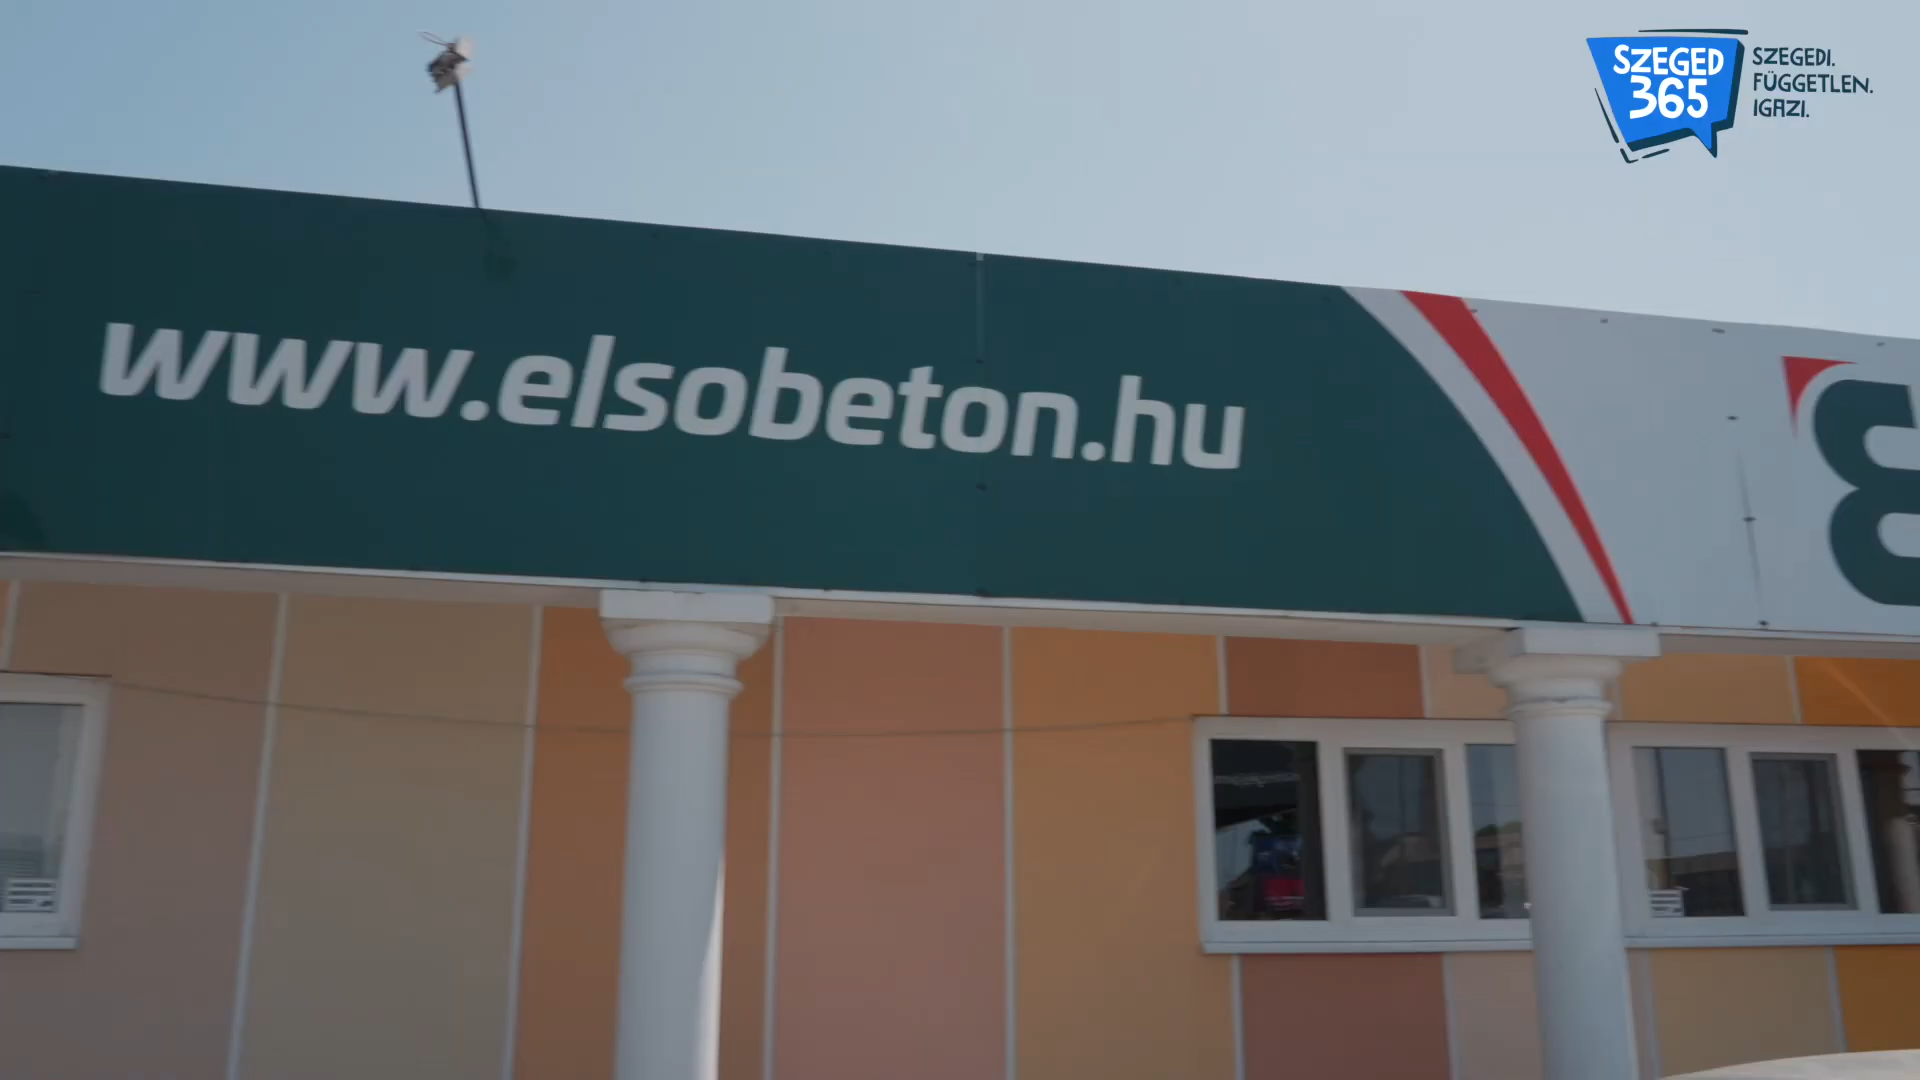 SZEGED
365
SZEGEDI.
FÜGGETLEN.
IGAZI.
www.elsobeton.hu